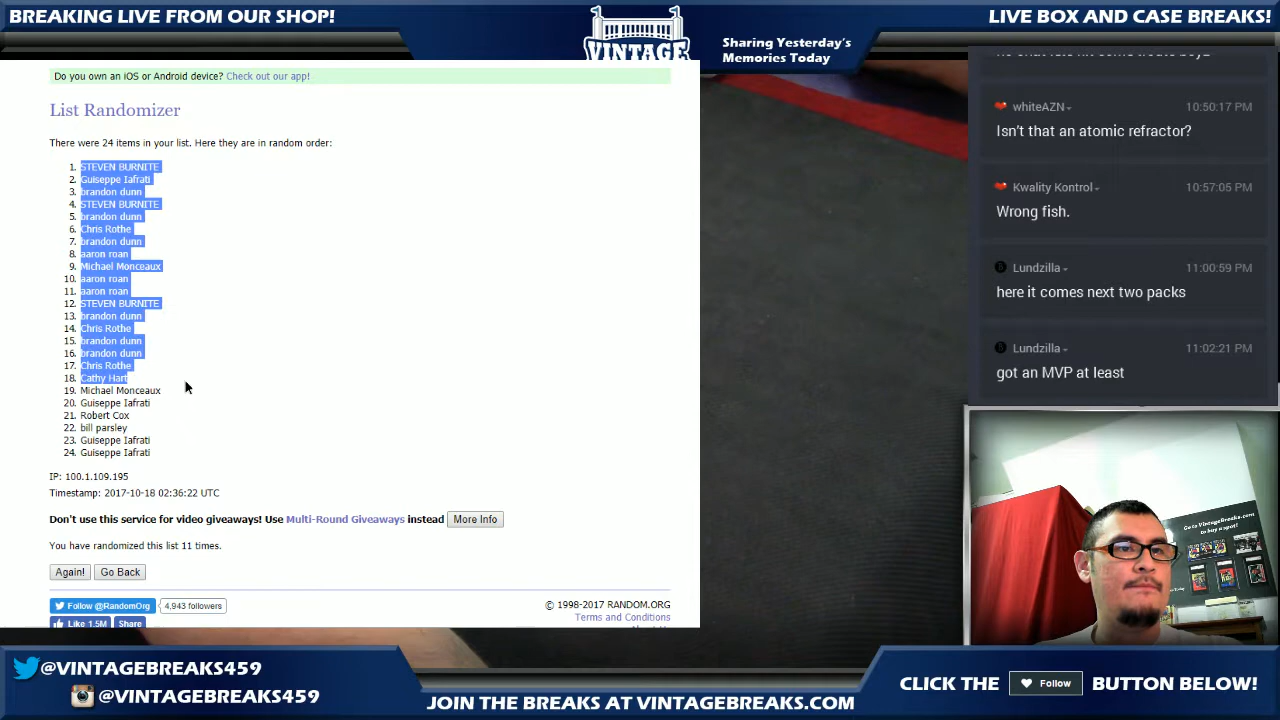 BREAKING LIVE FROM OUR SHOP!
VINTAGE
Sharing Yesterday's
Memories Today
LIVE BOX AND CASE BREAKS!
Do you own an iOS or Android device? Check out our app!
List Randomizer
There were 24 items in your list. Here they are in random order:
1. STEVEN BURNITE
2. Guiseppe Iafrati
3. brandon dunn
4. STEVEN BURNITE
5. brandon dunn
6. Chris Rothe
7. brandon dunn
8. aaron roan
9. Michael Monceaux
10. aaron roan
11. aaron roan
12. STEVEN BURNITE
13. brandon dunn
14. Chris Rothe
15. brandon dunn
16. brandon dunn
17. Chris Rothe
18. Cathy Hart
19. Michael Monceaux
20. Guiseppe Iafrati
21. Robert Cox
22. bill parsley
23. Guiseppe Iafrati
24. Guiseppe Iafrati
IP: 100.1.109.195
Timestamp: 2017-10-18 02:36:22 UTC
Don't use this service for video giveaways! Use Multi-Round Giveaways instead More Info
You have randomized this list 11 times.
Again! Go Back
Follow @RandomOrg 4,943 followers
Like 1.5M Share
© 1998-2017 RANDOM.ORG
Terms and Conditions
whiteAZN 10:50:17 PM
Isn't that an atomic refractor?
Kwality Kontrol 10:57:05 PM
Wrong fish.
Lundzilla 11:00:59 PM
here it comes next two packs
Lundzilla 11:02:21 PM
got an MVP at least
Go to VintageBreaks.com
to buy a spot!
@VINTAGEBREAKS459
@VINTAGEBREAKS459
JOIN THE BREAKS AT VINTAGEBREAKS.COM
CLICK THE Follow BUTTON BELOW!